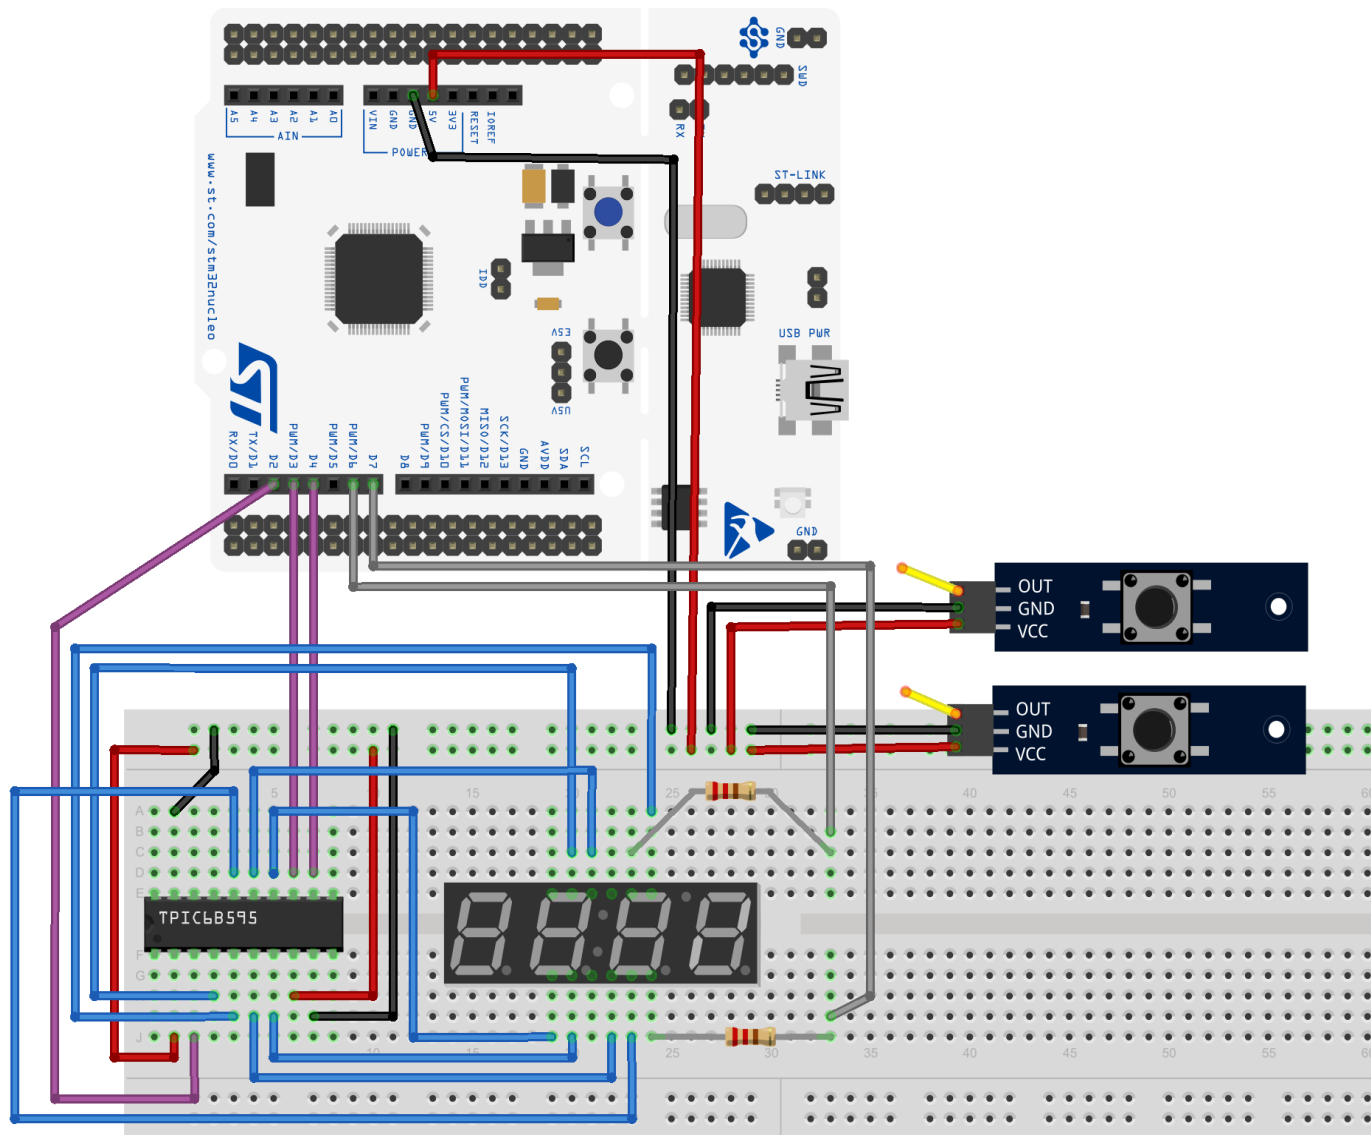 GND
SWD
A5 A4 A3 A2 A1 A0
AIN
VIN GND GND 5V 3V3 RESET IOREF
POWER
RX
ST-LINK
www.st.com/stm32nucleo
IDD
E5V
U5V
USB PWR
RX/D0 TX/D1 D2 PWM/D3 D4 PWM/D5 PWM/D6 D7
D8 PWM/D9 PWM/CS/D10 PWM/MOSI/D11 MISO/D12 SCK/D13 GND AVDD SDA SCL
GND
OUT
GND
VCC
OUT
GND
VCC
5 15 25 30 35 40 45 50 55 60
A
B
C
D
E
TPIC6B595
F
G
J
10 15 25 30 35 40 45 50 55 60